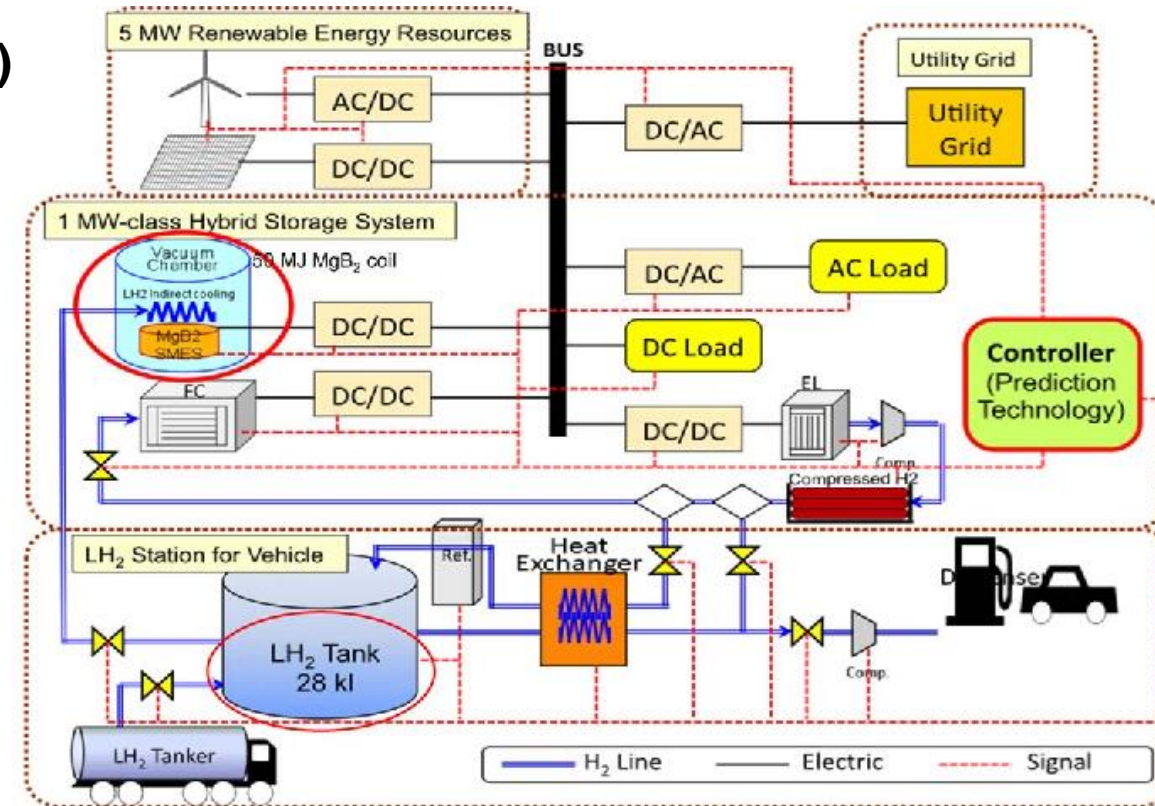 )
5 MW Renewable Energy Resources
BUS
AC/DC
DC/DC
DC/AC
Utility Grid
Utility
Grid
1 MW-class Hybrid Storage System
Vacuum
Chamber
50 MJ MgB₂ coil
LH2 Indirect cooling
MgB2
SMES
DC/DC
FC
DC/DC
DC/AC
AC Load
DC Load
DC/DC
EL
Comp.
Compressed H2
Controller
(Prediction
Technology)
LH₂ Station for Vehicle
Ref.
Heat
Exchanger
LH₂ Tank
28 kl
Comp.
LH₂ Tanker
H₂ Line
Electric
Signal